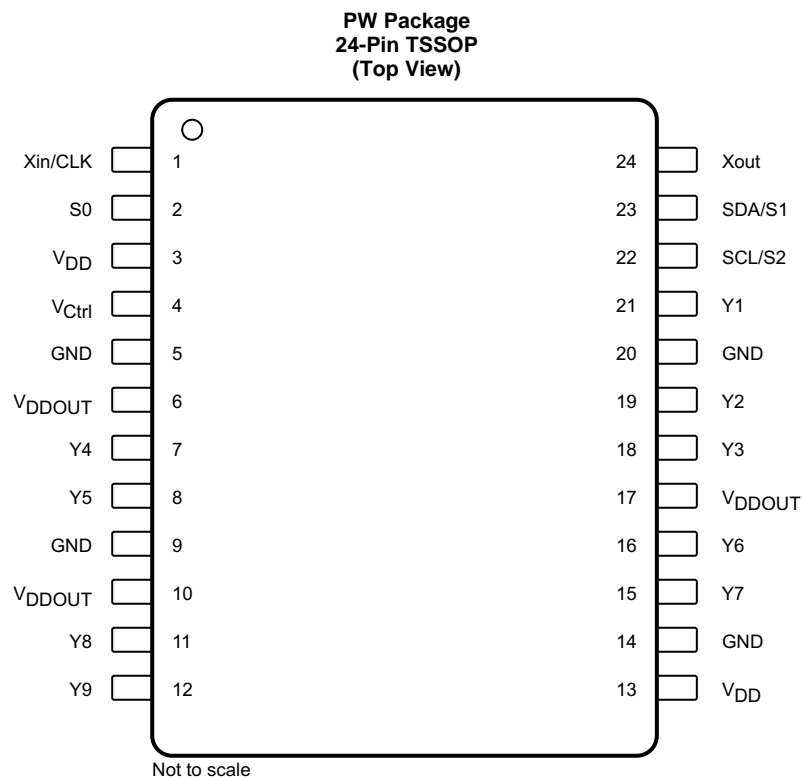 PW Package
24-Pin TSSOP
(Top View)
Xin/CLK 1 24 Xout
S0 2 23 SDA/S1
VDD 3 22 SCL/S2
VCtrl 4 21 Y1
GND 5 20 GND
VDDOUT 6 19 Y2
Y4 7 18 Y3
Y5 8 17 VDDOUT
GND 9 16 Y6
VDDOUT 10 15 Y7
Y8 11 14 GND
Y9 12 13 VDD
Not to scale